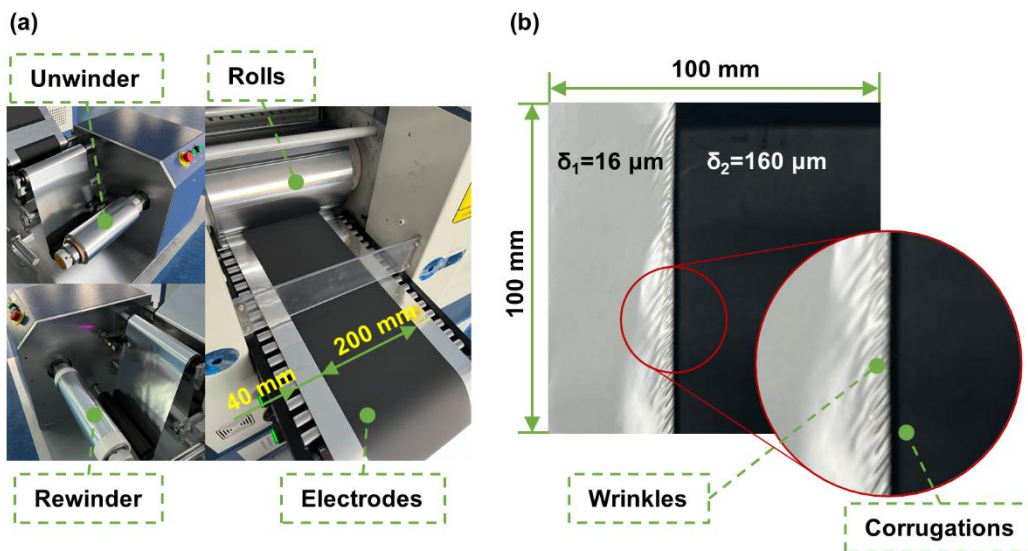 (a)
Unwinder
Rolls
200 mm
40 mm
Rewinder
Electrodes
(b)
100 mm
100 mm
δ₁=16 μm
δ₂=160 μm
Wrinkles
Corrugations